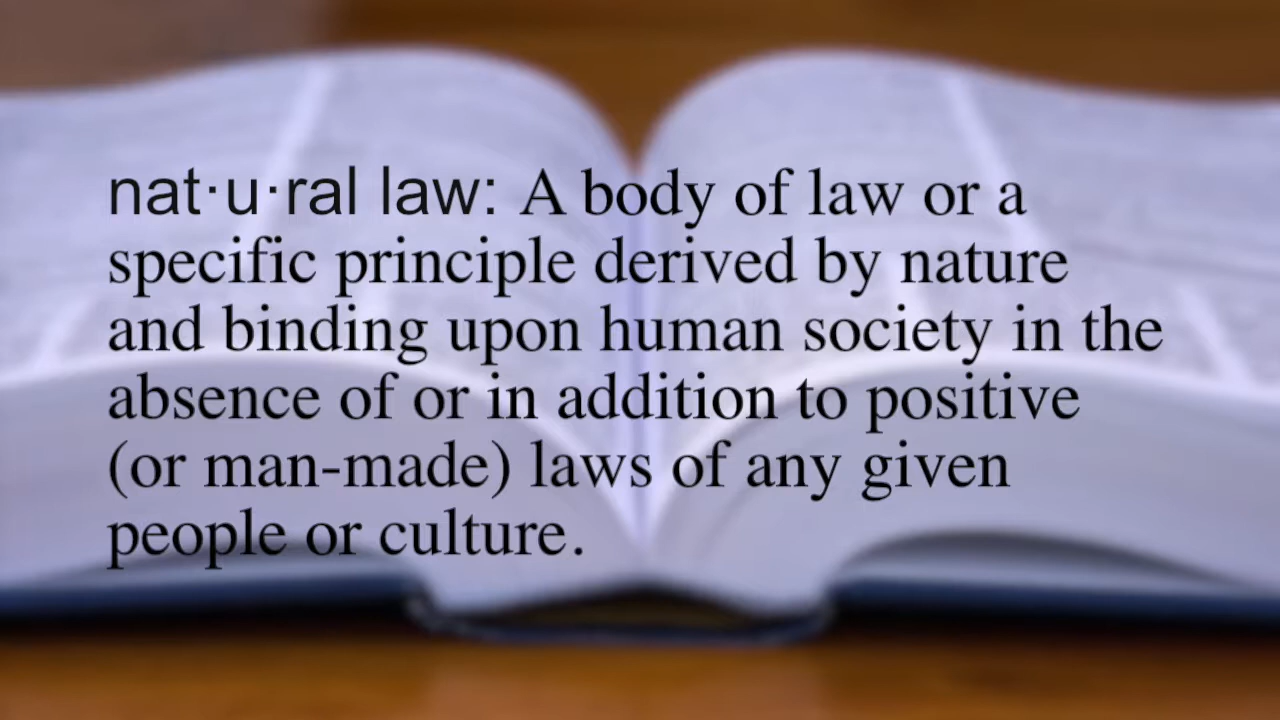 nat·u·ral law: A body of law or a
specific principle derived by nature
and binding upon human society in the
absence of or in addition to positive
(or man-made) laws of any given
people or culture.